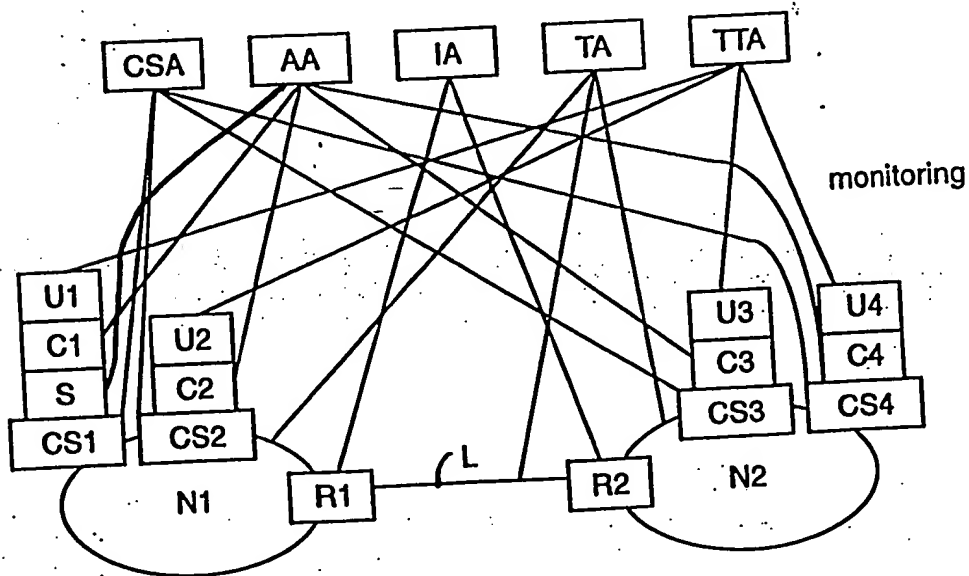 CSA AA IA TA TTA
monitoring
U1
C1
S
CS1
U2
C2
CS2
U3
C3
CS3
U4
C4
CS4
N1
R1
L
R2
N2